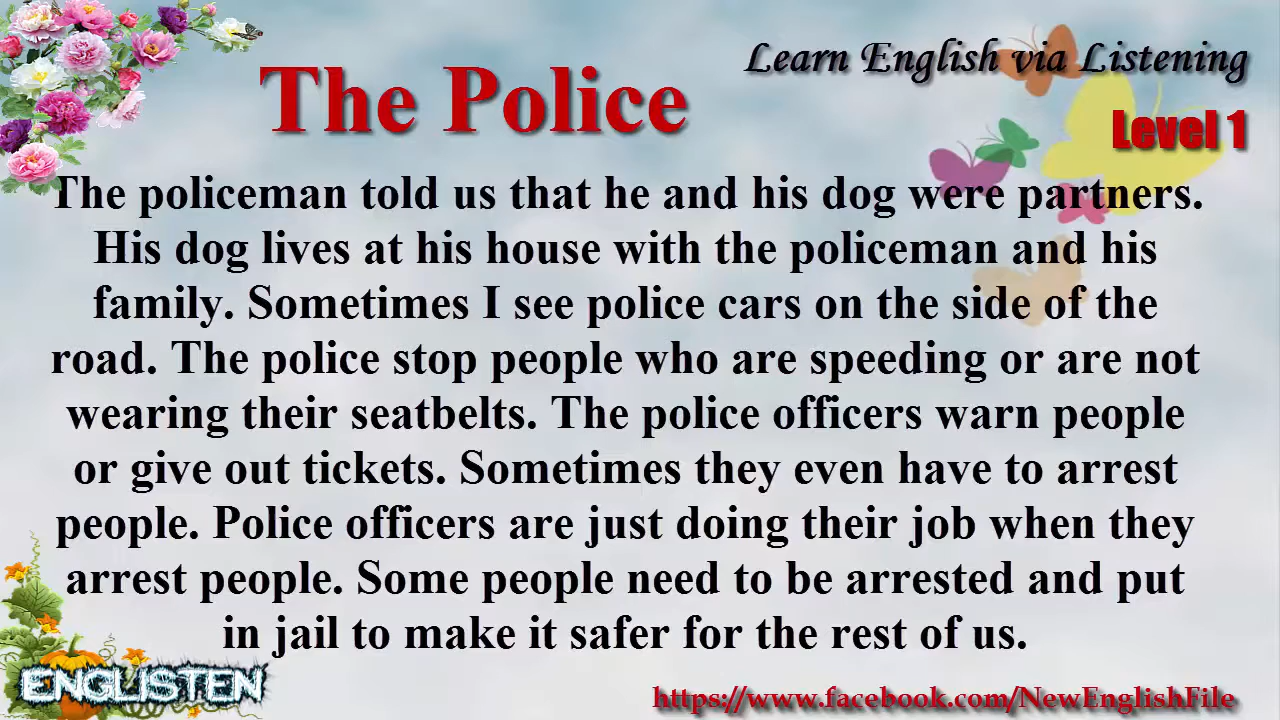 Learn English via Listening
The Police
Level 1
The policeman told us that he and his dog were partners.
His dog lives at his house with the policeman and his
family. Sometimes I see police cars on the side of the
road. The police stop people who are speeding or are not
wearing their seatbelts. The police officers warn people
or give out tickets. Sometimes they even have to arrest
people. Police officers are just doing their job when they
arrest people. Some people need to be arrested and put
in jail to make it safer for the rest of us.
ENGLISTEN
https://www.facebook.com/NewEnglishFile